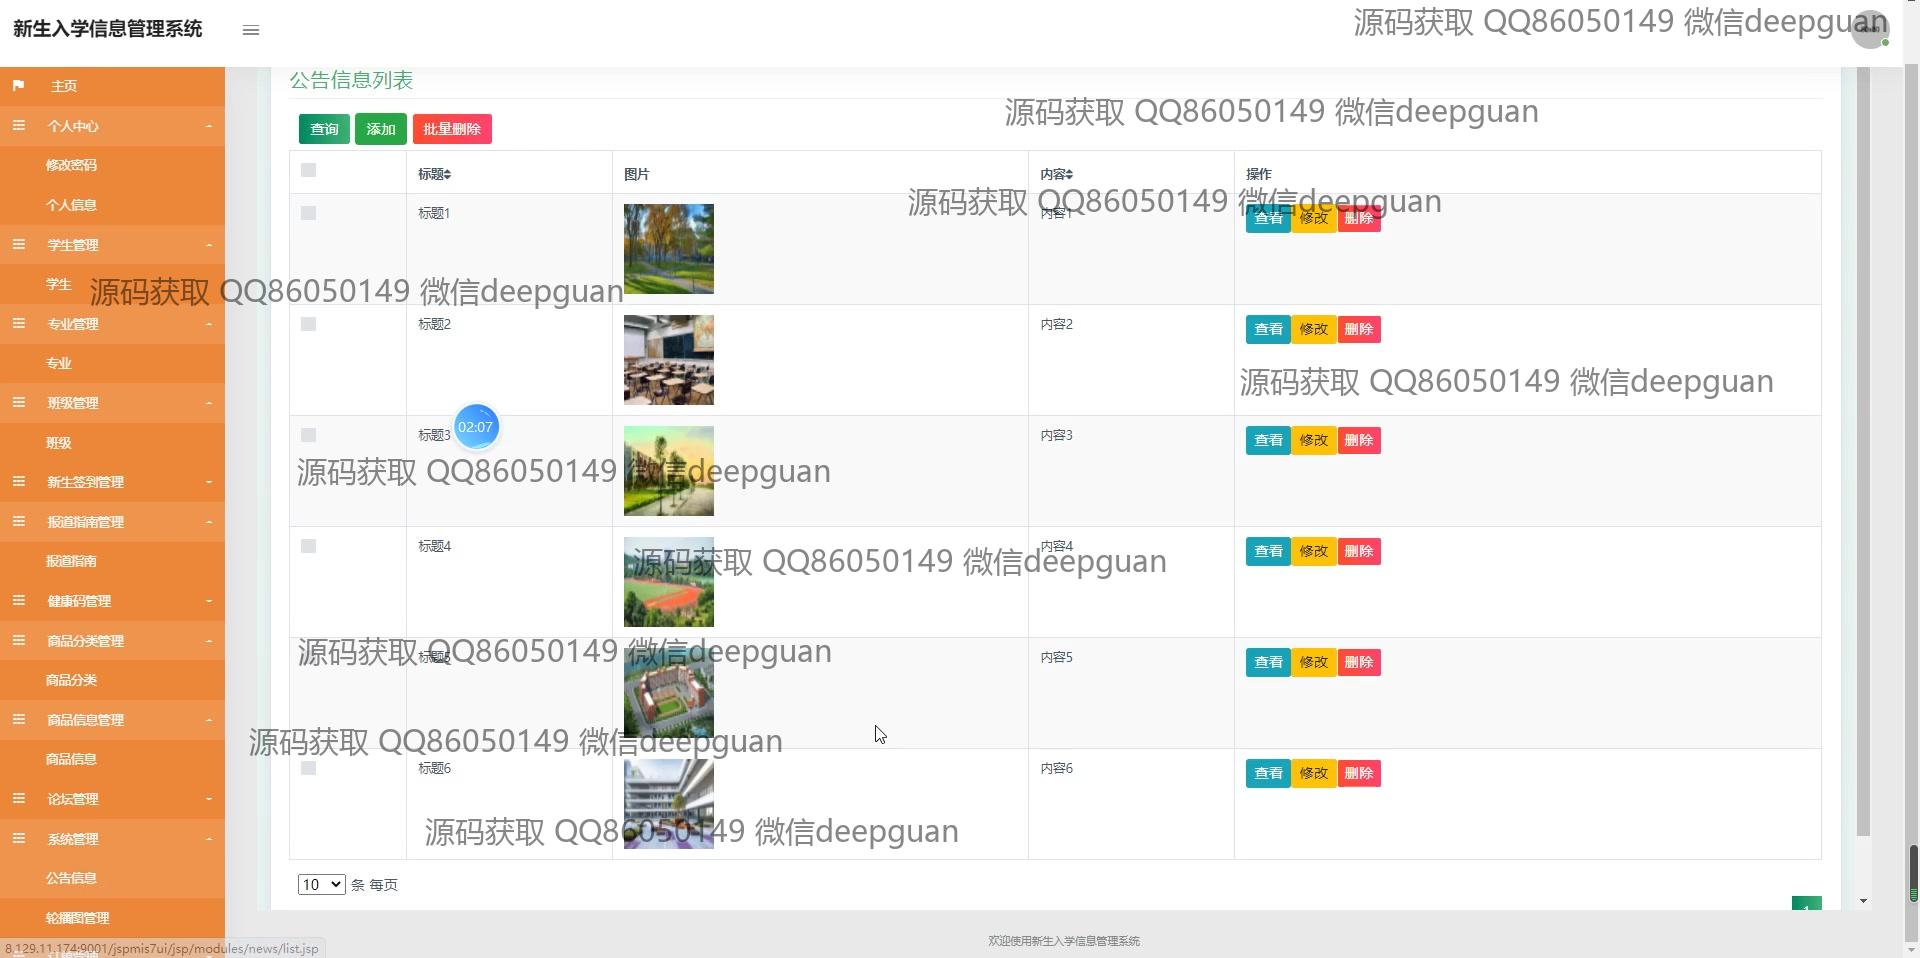 新生入学信息管理系统
源码获取 QQ86050149 微信deepguan
主页
个人中心
修改密码
个人信息
学生管理
学生
专业管理
专业
班级管理
班级
新生签到管理
报道指南管理
报道指南
健康码管理
商品分类管理
商品分类
商品信息管理
商品信息
论坛管理
系统管理
公告信息
轮播图管理
8.129.11.174:9001/jspmis7ui/jsp/modules/news/list.jsp
公告信息列表
源码获取 QQ86050149 微信deepguan
查询 添加 批量删除
标题 图片 内容 操作
源码获取 QQ86050149 微信deepguan
标题1 内容1 查看 修改 删除
源码获取 QQ86050149 微信deepguan
标题2 内容2 查看 修改 删除
源码获取 QQ86050149 微信deepguan
02:07
标题3 内容3 查看 修改 删除
源码获取 QQ86050149 微信deepguan
标题4 内容4 查看 修改 删除
源码获取 QQ86050149 微信deepguan
源码获取 QQ86050149 微信deepguan
标题5 内容5 查看 修改 删除
源码获取 QQ86050149 微信deepguan
标题6 内容6 查看 修改 删除
源码获取 QQ86050149 微信deepguan
10 条 每页
1
欢迎使用新生入学信息管理系统